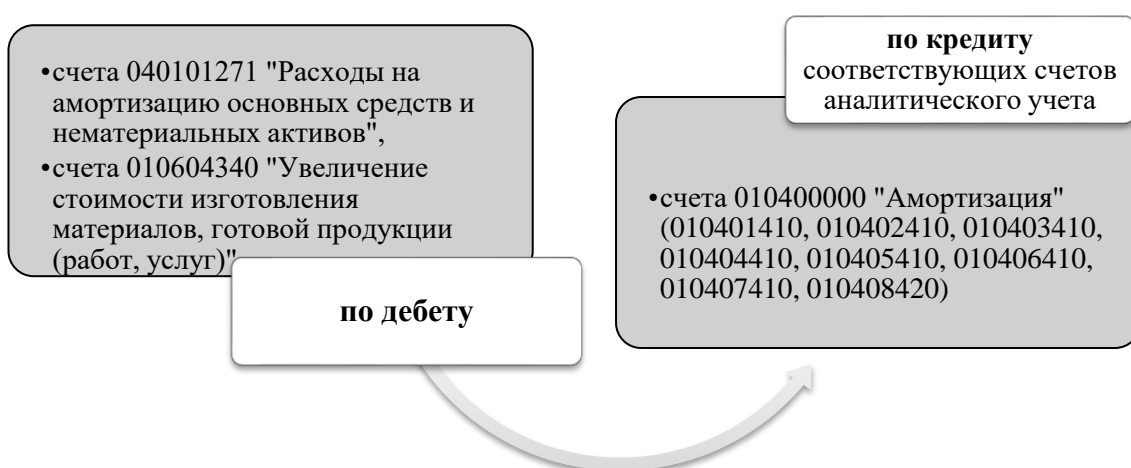 •счета 040101271 "Расходы на
амортизацию основных средств и
нематериальных активов",
•счета 010604340 "Увеличение
стоимости изготовления
материалов, готовой продукции
(работ, услуг)"
по дебету
по кредиту
соответствующих счетов
аналитического учета
•счета 010400000 "Амортизация"
(010401410, 010402410, 010403410,
010404410, 010405410, 010406410,
010407410, 010408420)